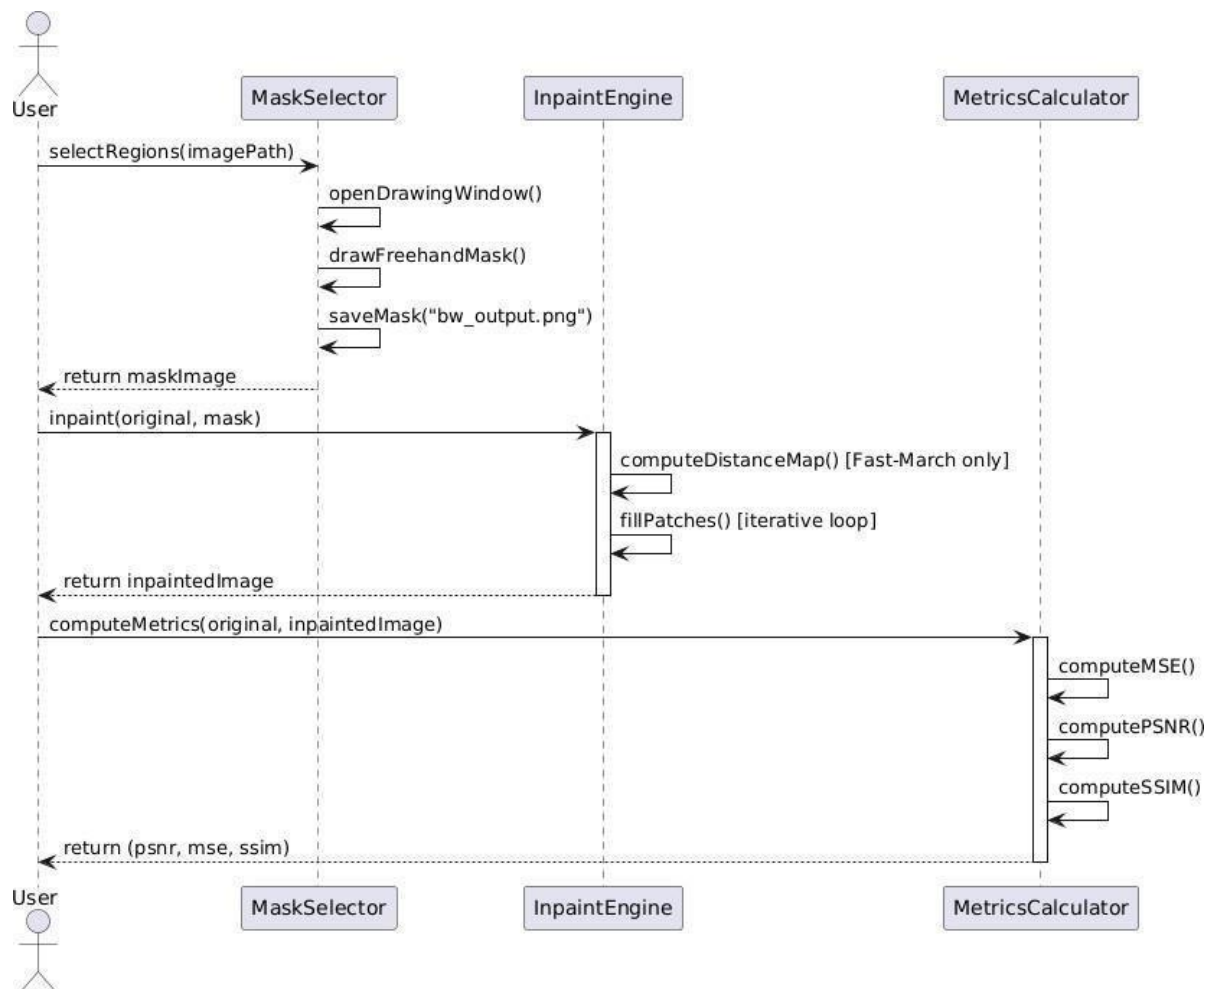 User
MaskSelector
InpaintEngine
MetricsCalculator
selectRegions(imagePath)
openDrawingWindow()
drawFreehandMask()
saveMask("bw_output.png")
return maskImage
inpaint(original, mask)
computeDistanceMap() [Fast-March only]
fillPatches() [iterative loop]
return inpaintedImage
computeMetrics(original, inpaintedImage)
computeMSE()
computePSNR()
computeSSIM()
return (psnr, mse, ssim)
User
MaskSelector
InpaintEngine
MetricsCalculator